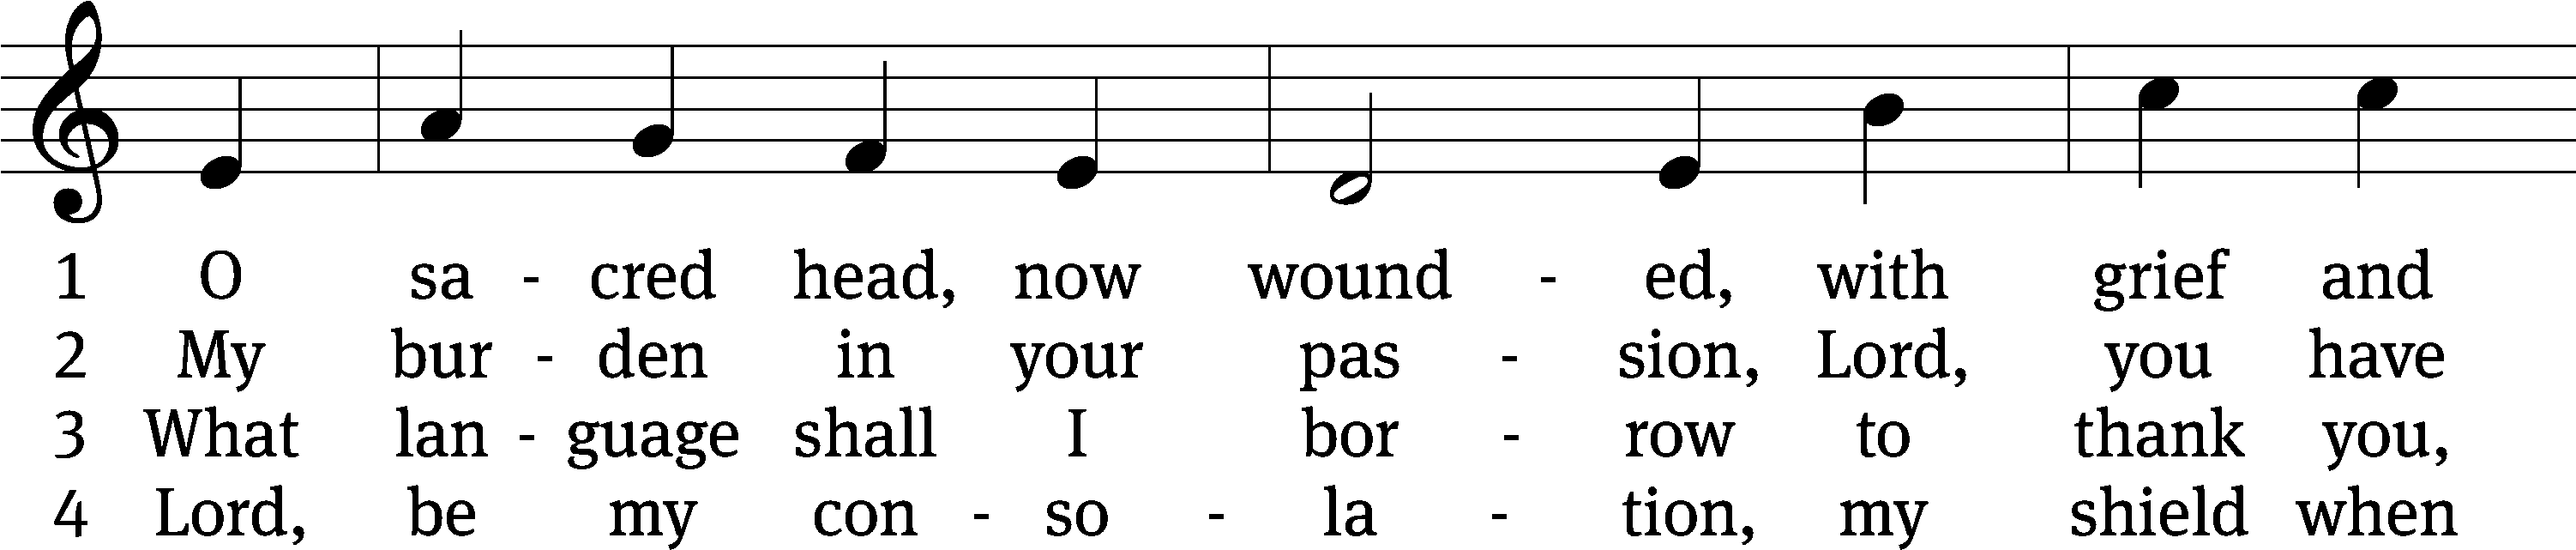 1 O sa - cred head, now wound - ed, with grief and
2 My bur - den in your pas - sion, Lord, you have
3 What lan - guage shall I bor - row to thank you,
4 Lord, be my con - so - la - tion, my shield when